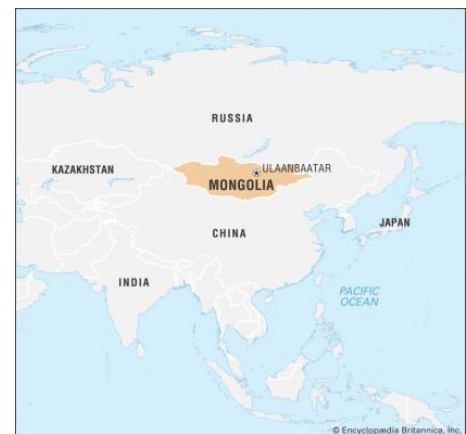 RUSSIA
KAZAKHSTAN
ULAANBAATAR
MONGOLIA
CHINA
JAPAN
INDIA
PACIFIC
OCEAN
© Encyclopædia Britannica, Inc.